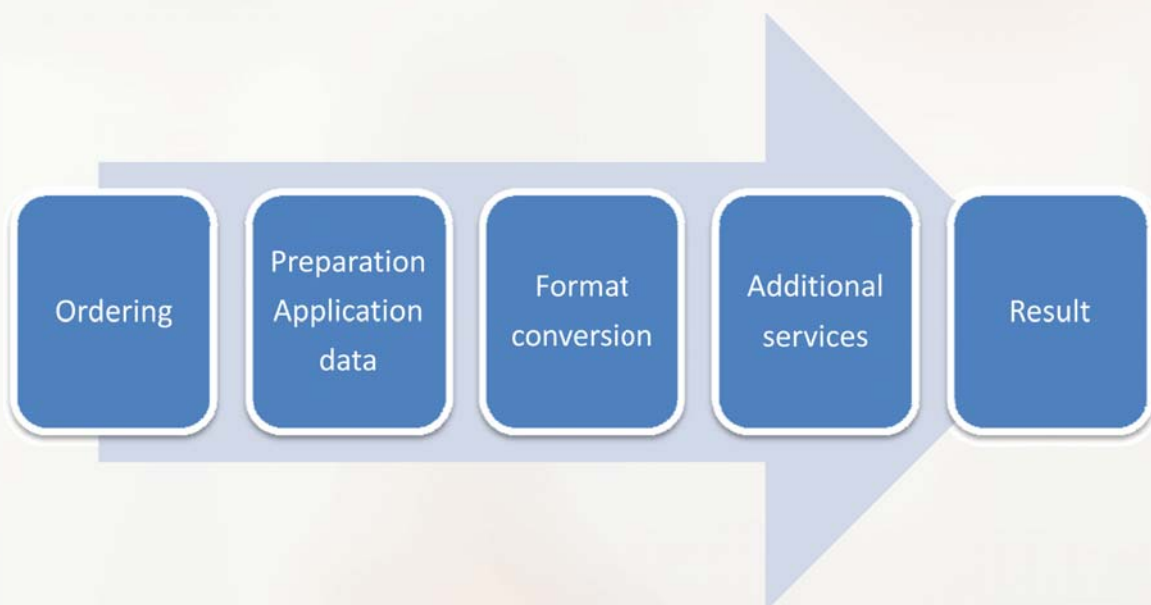 Ordering
Preparation
Application
data
Format
conversion
Additional
services
Result